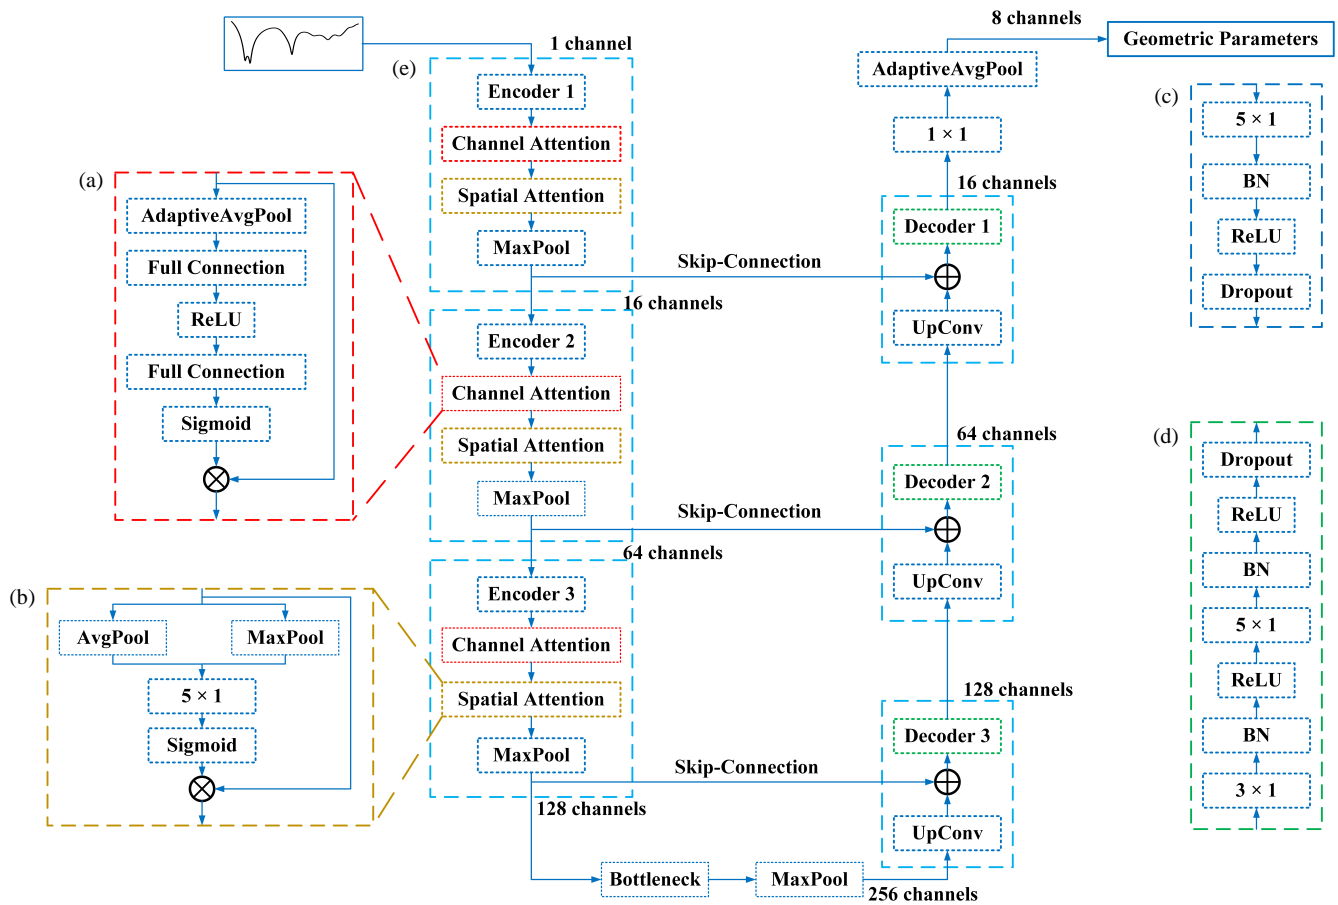 8 channels
Geometric Parameters
1 channel
(e)
AdaptiveAvgPool
Encoder 1
(c)
5 × 1
1 × 1
Channel Attention
(a)
BN
16 channels
Spatial Attention
AdaptiveAvgPool
Decoder 1
ReLU
MaxPool
Skip-Connection
Full Connection
Dropout
16 channels
ReLU
UpConv
Encoder 2
Full Connection
Channel Attention
Sigmoid
64 channels
(d)
Spatial Attention
Dropout
Decoder 2
MaxPool
Skip-Connection
ReLU
64 channels
BN
UpConv
Encoder 3
(b)
5 × 1
AvgPool
MaxPool
Channel Attention
ReLU
128 channels
5 × 1
Spatial Attention
Decoder 3
BN
Sigmoid
MaxPool
Skip-Connection
3 × 1
128 channels
UpConv
Bottleneck
MaxPool
256 channels